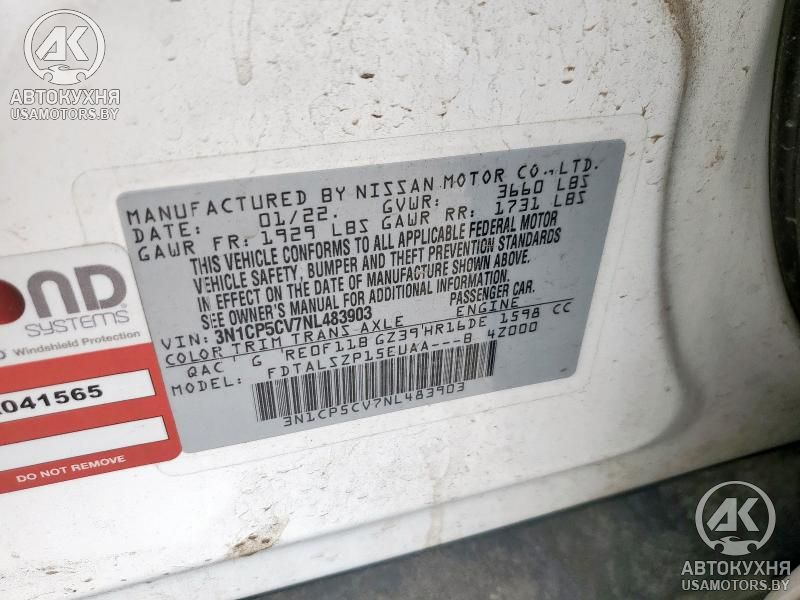 AK
АВТОКУХНЯ
USAMOTORS.BY
MANUFACTURED BY NISSAN MOTOR CO., LTD.
DATE: 01/22. GVWR: 3660 LBS
GAWR FR: 1929 LBS GAWR RR: 1731 LBS
THIS VEHICLE CONFORMS TO ALL APPLICABLE FEDERAL MOTOR
VEHICLE SAFETY, BUMPER AND THEFT PREVENTION STANDARDS
IN EFFECT ON THE DATE OF MANUFACTURE SHOWN ABOVE.
SEE OWNER'S MANUAL FOR ADDITIONAL INFORMATION.
VIN: 3N1CP5CV7NL483903 PASSENGER CAR.
COLOR TRIM TRANS AXLE ENGINE
QAC G RE0F11B GZ39 HR16DE 1598 CC
MODEL: FDTALSZP15EUAA---B 4Z000
3N1CP5CV7NL483903
ND
SYSTEMS
Windshield Protection
041565
DO NOT REMOVE
AK
АВТОКУХНЯ
USAMOTORS.BY